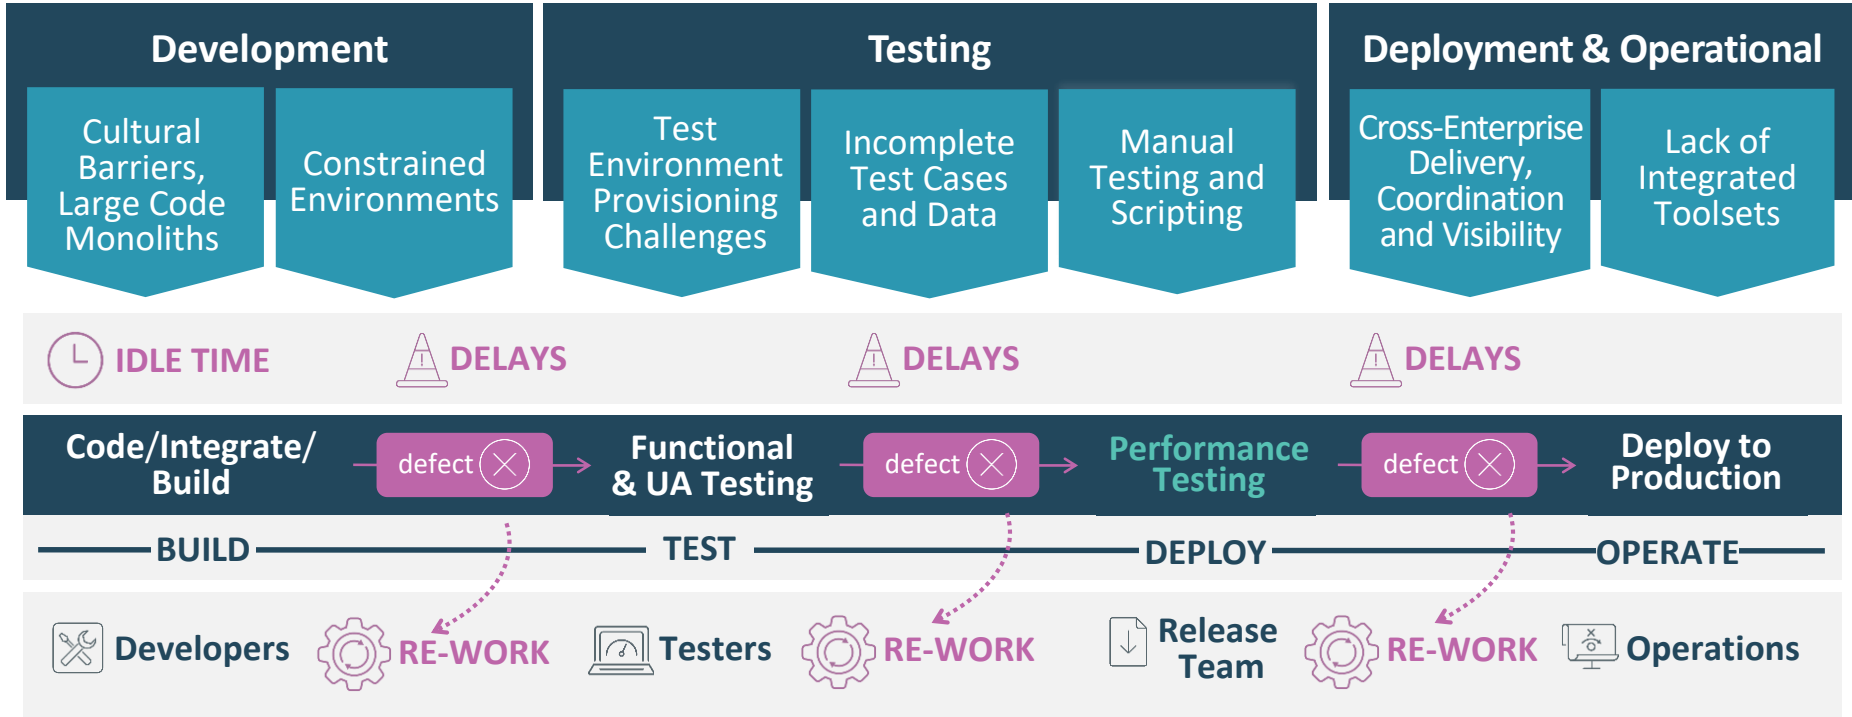 Development
Cultural
Barriers,
Large Code
Monoliths
Constrained
Environments
Testing
Test
Environment
Provisioning
Challenges
Incomplete
Test Cases
and Data
Manual
Testing and
Scripting
Deployment & Operational
Cross-Enterprise
Delivery,
Coordination
and Visibility
Lack of
Integrated
Toolsets
IDLE TIME
DELAYS
DELAYS
DELAYS
Code/Integrate/
Build
defect
Functional
& UA Testing
defect
Performance
Testing
defect
Deploy to
Production
BUILD
TEST
DEPLOY
OPERATE
Developers
RE-WORK
Testers
RE-WORK
Release
Team
RE-WORK
Operations